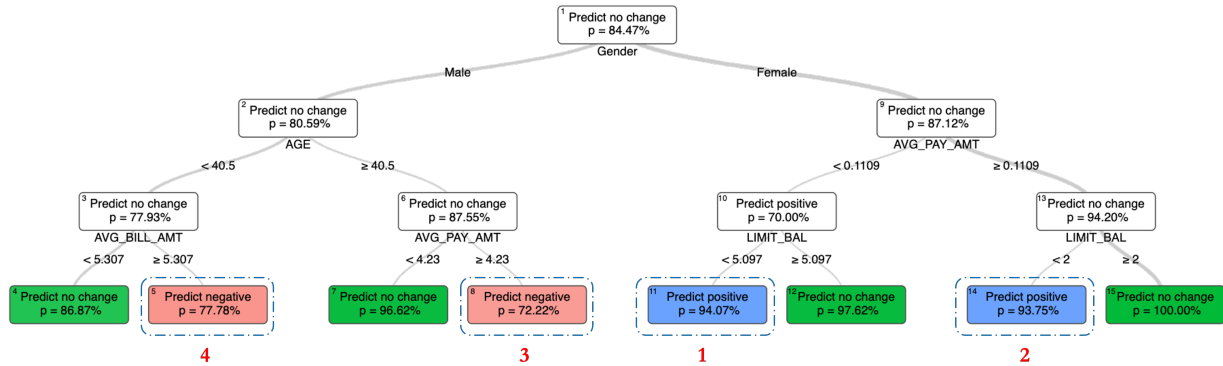 1 Predict no change
p = 84.47%
Gender
Male Female
2 Predict no change
p = 80.59%
AGE
9 Predict no change
p = 87.12%
AVG_PAY_AMT
< 40.5 ≥ 40.5 < 0.1109 ≥ 0.1109
3 Predict no change
p = 77.93%
AVG_BILL_AMT
6 Predict no change
p = 87.55%
AVG_PAY_AMT
10 Predict positive
p = 70.00%
LIMIT_BAL
13 Predict no change
p = 94.20%
LIMIT_BAL
< 5.307 ≥ 5.307 < 4.23 ≥ 4.23 < 5.097 ≥ 5.097 < 2 ≥ 2
4 Predict no change
p = 86.87%
5 Predict negative
p = 77.78%
7 Predict no change
p = 96.62%
8 Predict negative
p = 72.22%
11 Predict positive
p = 94.07%
12 Predict no change
p = 97.62%
14 Predict positive
p = 93.75%
15 Predict no change
p = 100.00%
4 3 1 2